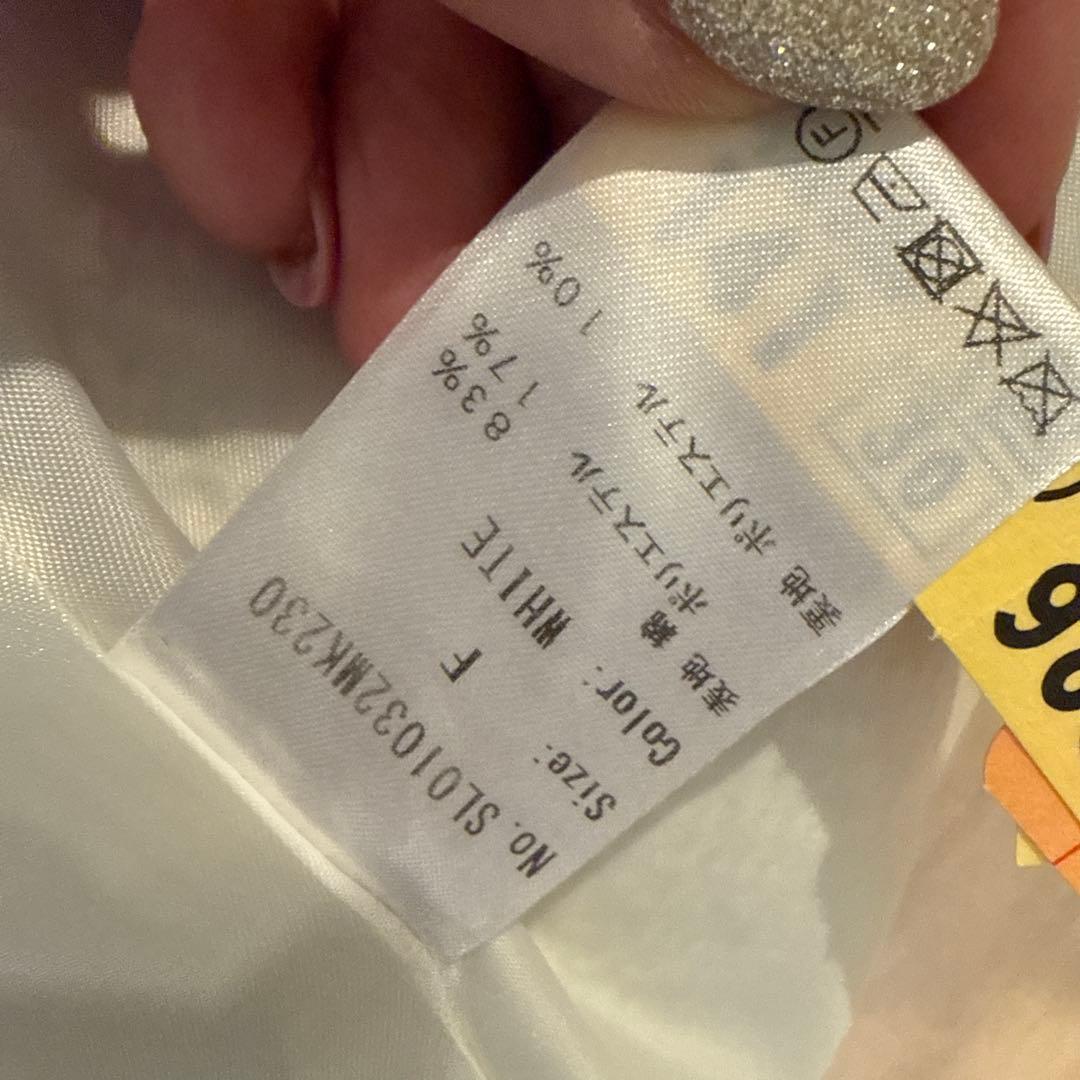 No. SL01032MK230
Size: F
Color: WHITE
表地 綿 83%
ポリエステル 17%
裏地 ポリエステル 10%
F